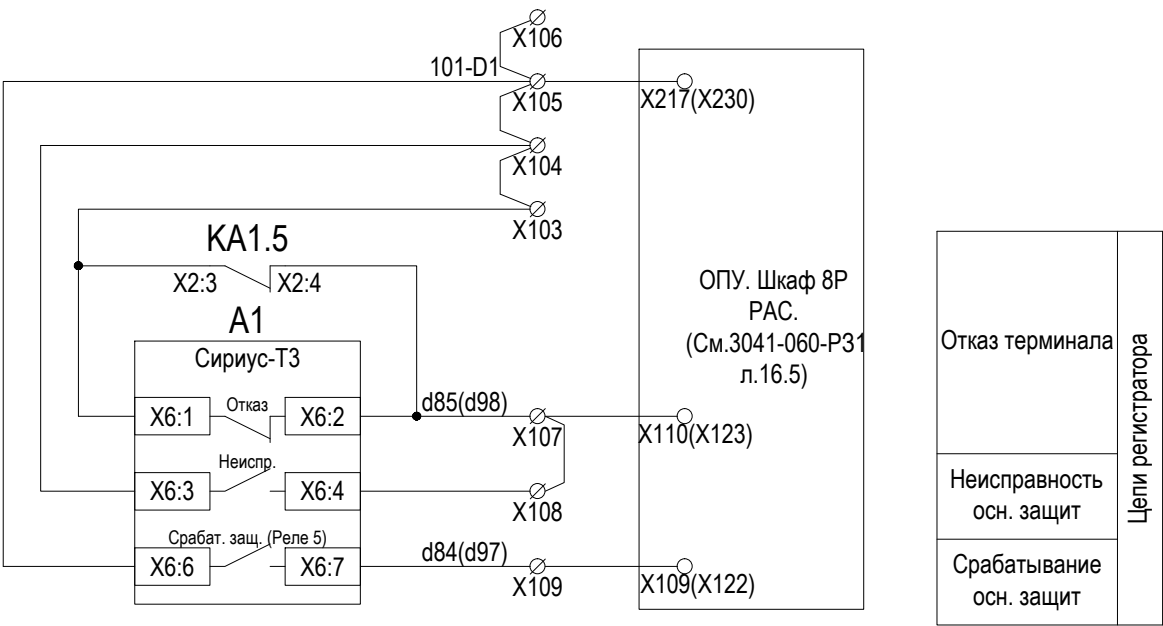 X106
101-D1
X105
X217(X230)
X104
X103
KA1.5
X2:3
X2:4
A1
Сириус-Т3
Отказ
X6:1
X6:2
d85(d98)
X107
X110(X123)
Неиспр.
X6:3
X6:4
X108
Срабат. защ. (Реле 5)
X6:6
X6:7
d84(d97)
X109
X109(X122)
ОПУ. Шкаф 8Р
РАС.
(См.3041-060-РЗ1
л.16.5)
Отказ терминала
Неисправность
осн. защит
Срабатывание
осн. защит
Цепи регистратора